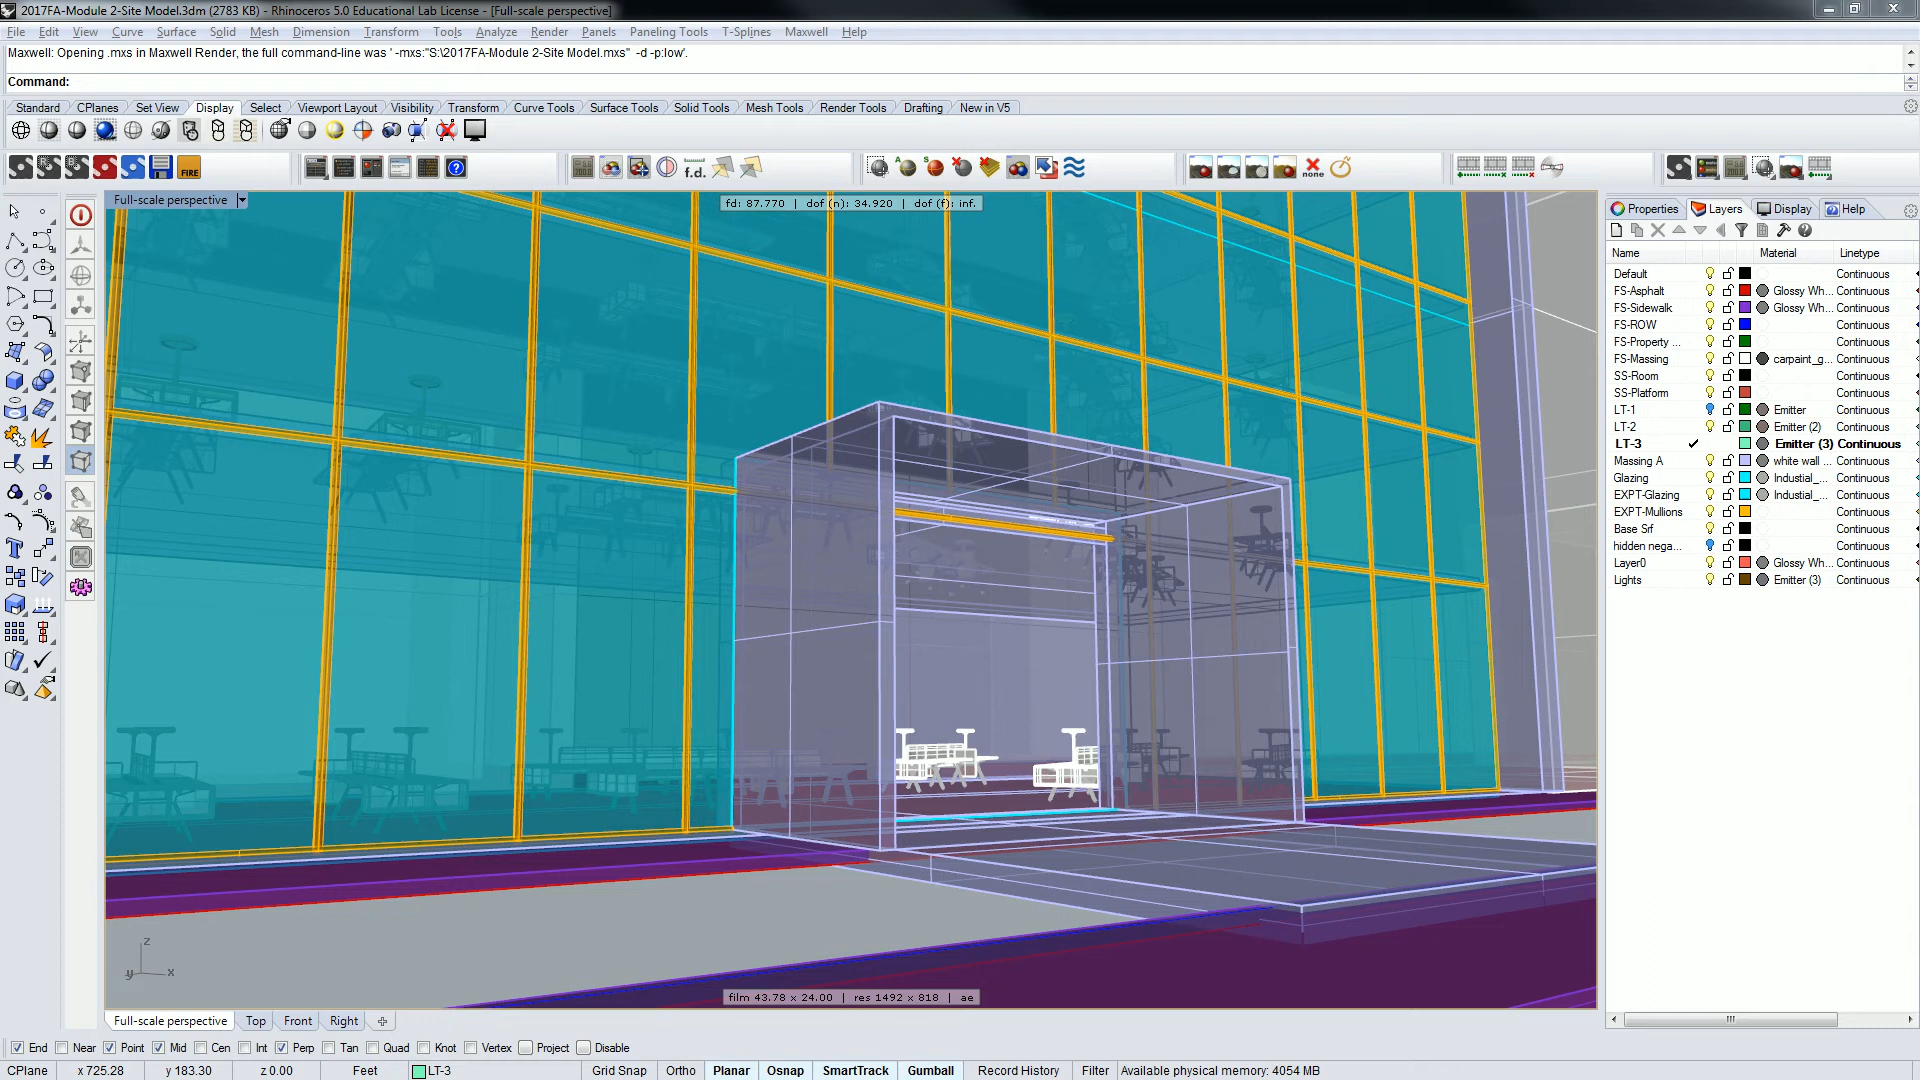 2017FA-Module 2-Site Model.3dm (2783 KB) - Rhinoceros 5.0 Educational Lab License - [Full-scale perspective]
File Edit View Curve Surface Solid Mesh Dimension Transform Tools Analyze Render Panels Paneling Tools T-Splines Maxwell Help
Maxwell: Opening .mxs in Maxwell Render, the full command-line was ' -mxs:"S:\2017FA-Module 2-Site Model.mxs" -d -p:low'.
Command:
Standard CPlanes Set View Display Select Viewport Layout Visibility Transform Curve Tools Surface Tools Solid Tools Mesh Tools Render Tools Drafting New in V5
FIRE
f.d.
none
Full-scale perspective
fd: 87.770 | dof (n): 34.920 | dof (f): inf.
Properties Layers Display Help
Name Material Linetype
Default Continuous
FS-Asphalt Glossy Wh... Continuous
FS-Sidewalk Glossy Wh... Continuous
FS-ROW Continuous
FS-Property ... Continuous
FS-Massing carpaint_g... Continuous
SS-Room Continuous
SS-Platform Continuous
LT-1 Emitter Continuous
LT-2 Emitter (2) Continuous
LT-3 Emitter (3) Continuous
Massing A white wall ... Continuous
Glazing Industial_... Continuous
EXPT-Glazing Industial_... Continuous
EXPT-Mullions Continuous
Base Srf Continuous
hidden nega... Continuous
Layer0 Glossy Wh... Continuous
Lights Emitter (3) Continuous
z
y x
film 43.78 x 24.00 | res 1492 x 818 | ae
Full-scale perspective Top Front Right
End Near Point Mid Cen Int Perp Tan Quad Knot Vertex Project Disable
CPlane x 725.28 y 183.30 z 0.00 Feet LT-3 Grid Snap Ortho Planar Osnap SmartTrack Gumball Record History Filter Available physical memory: 4054 MB